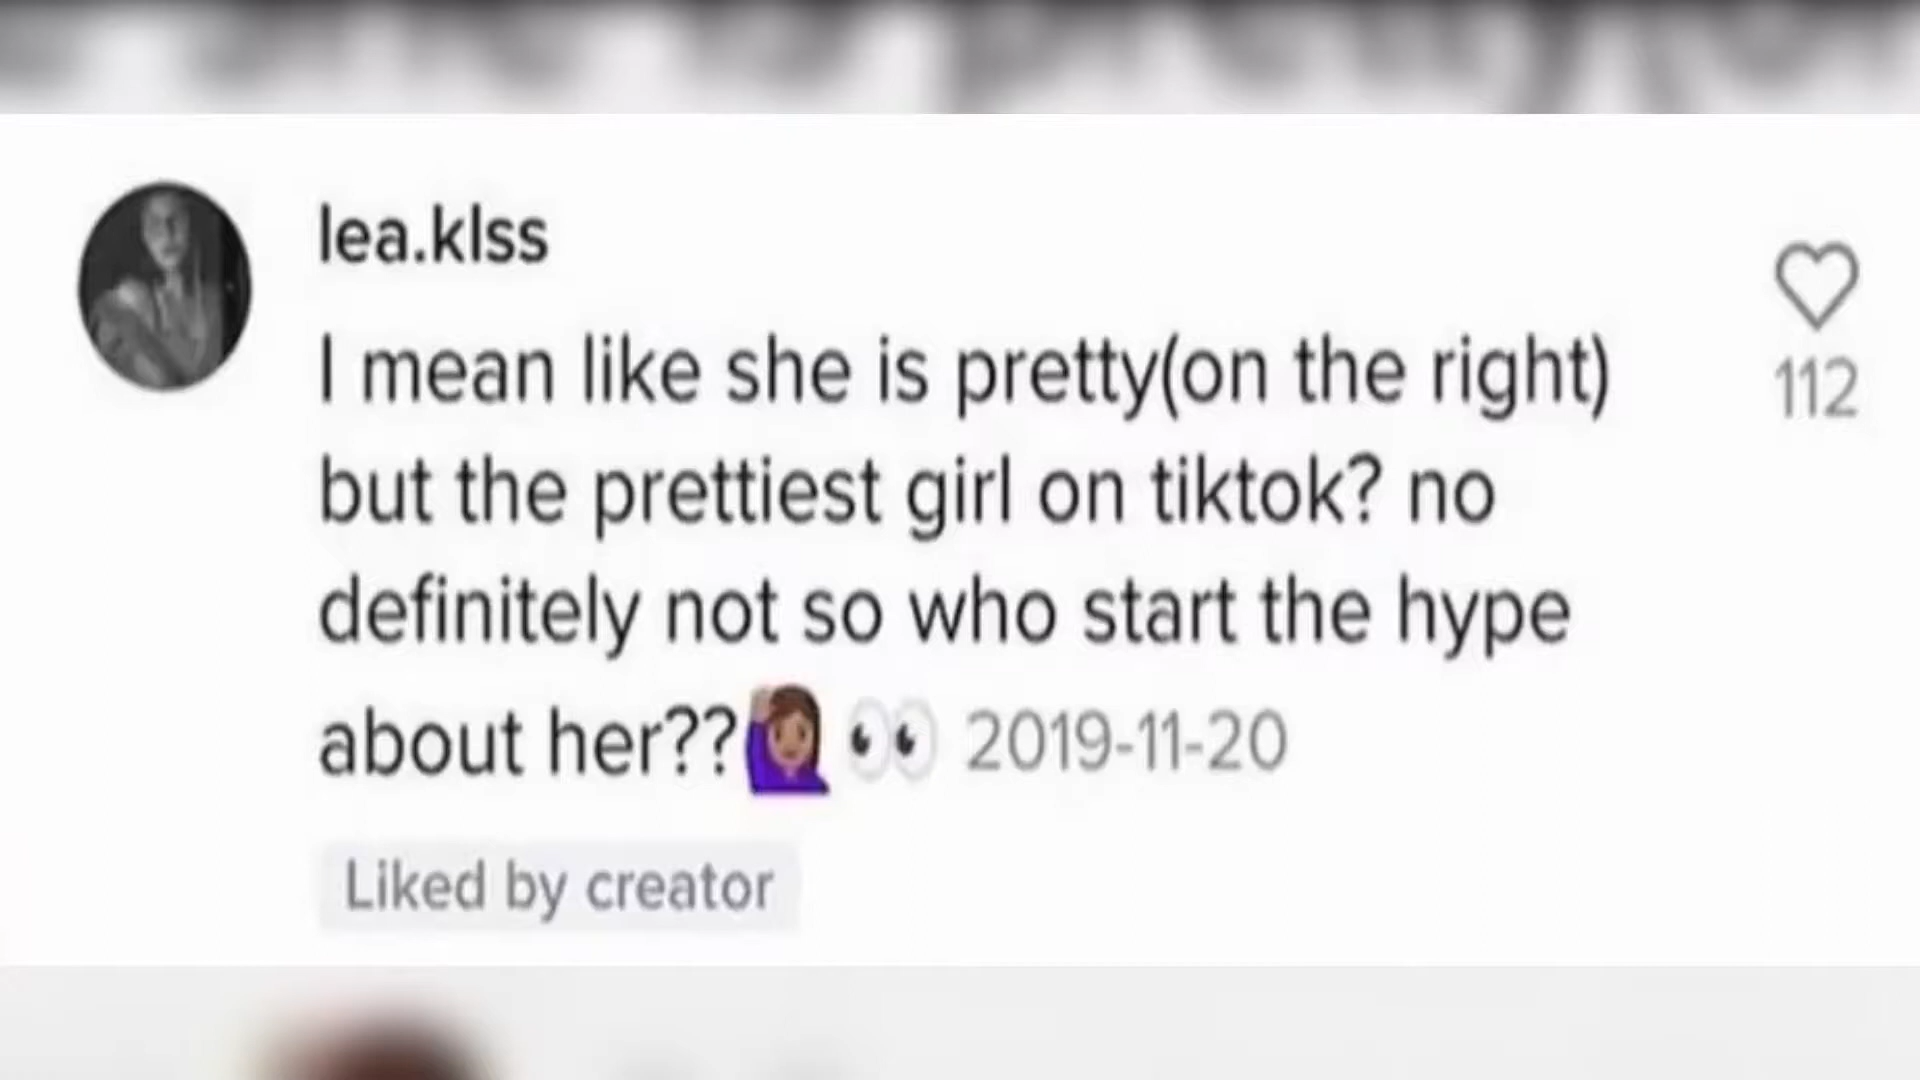 lea.klss
I mean like she is pretty(on the right)
112
but the prettiest girl on tiktok? no
definitely not so who start the hype
about her??🙋🏽‍♀️ 👀 2019-11-20
Liked by creator